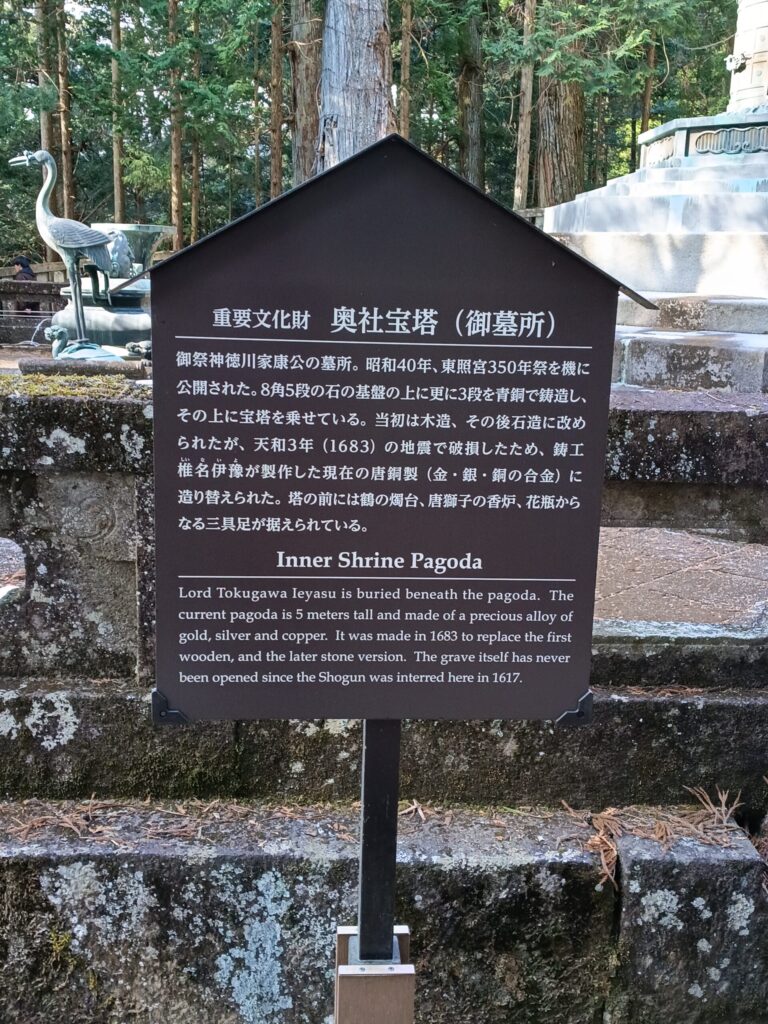 重要文化財 奥社宝塔（御墓所）
御祭神徳川家康公の墓所。昭和40年、東照宮350年祭を機に
公開された。8角5段の石の基盤の上に更に3段を青銅で鋳造し、
その上に宝塔を乗せている。当初は木造、その後石造に改め
られたが、天和3年（1683）の地震で破損したため、鋳工
椎名伊豫が製作した現在の唐銅製（金・銀・銅の合金）に
造り替えられた。塔の前には鶴の燭台、唐獅子の香炉、花瓶から
なる三具足が据えられている。
Inner Shrine Pagoda
Lord Tokugawa Ieyasu is buried beneath the pagoda. The
current pagoda is 5 meters tall and made of a precious alloy of
gold, silver and copper. It was made in 1683 to replace the first
wooden, and the later stone version. The grave itself has never
been opened since the Shogun was interred here in 1617.